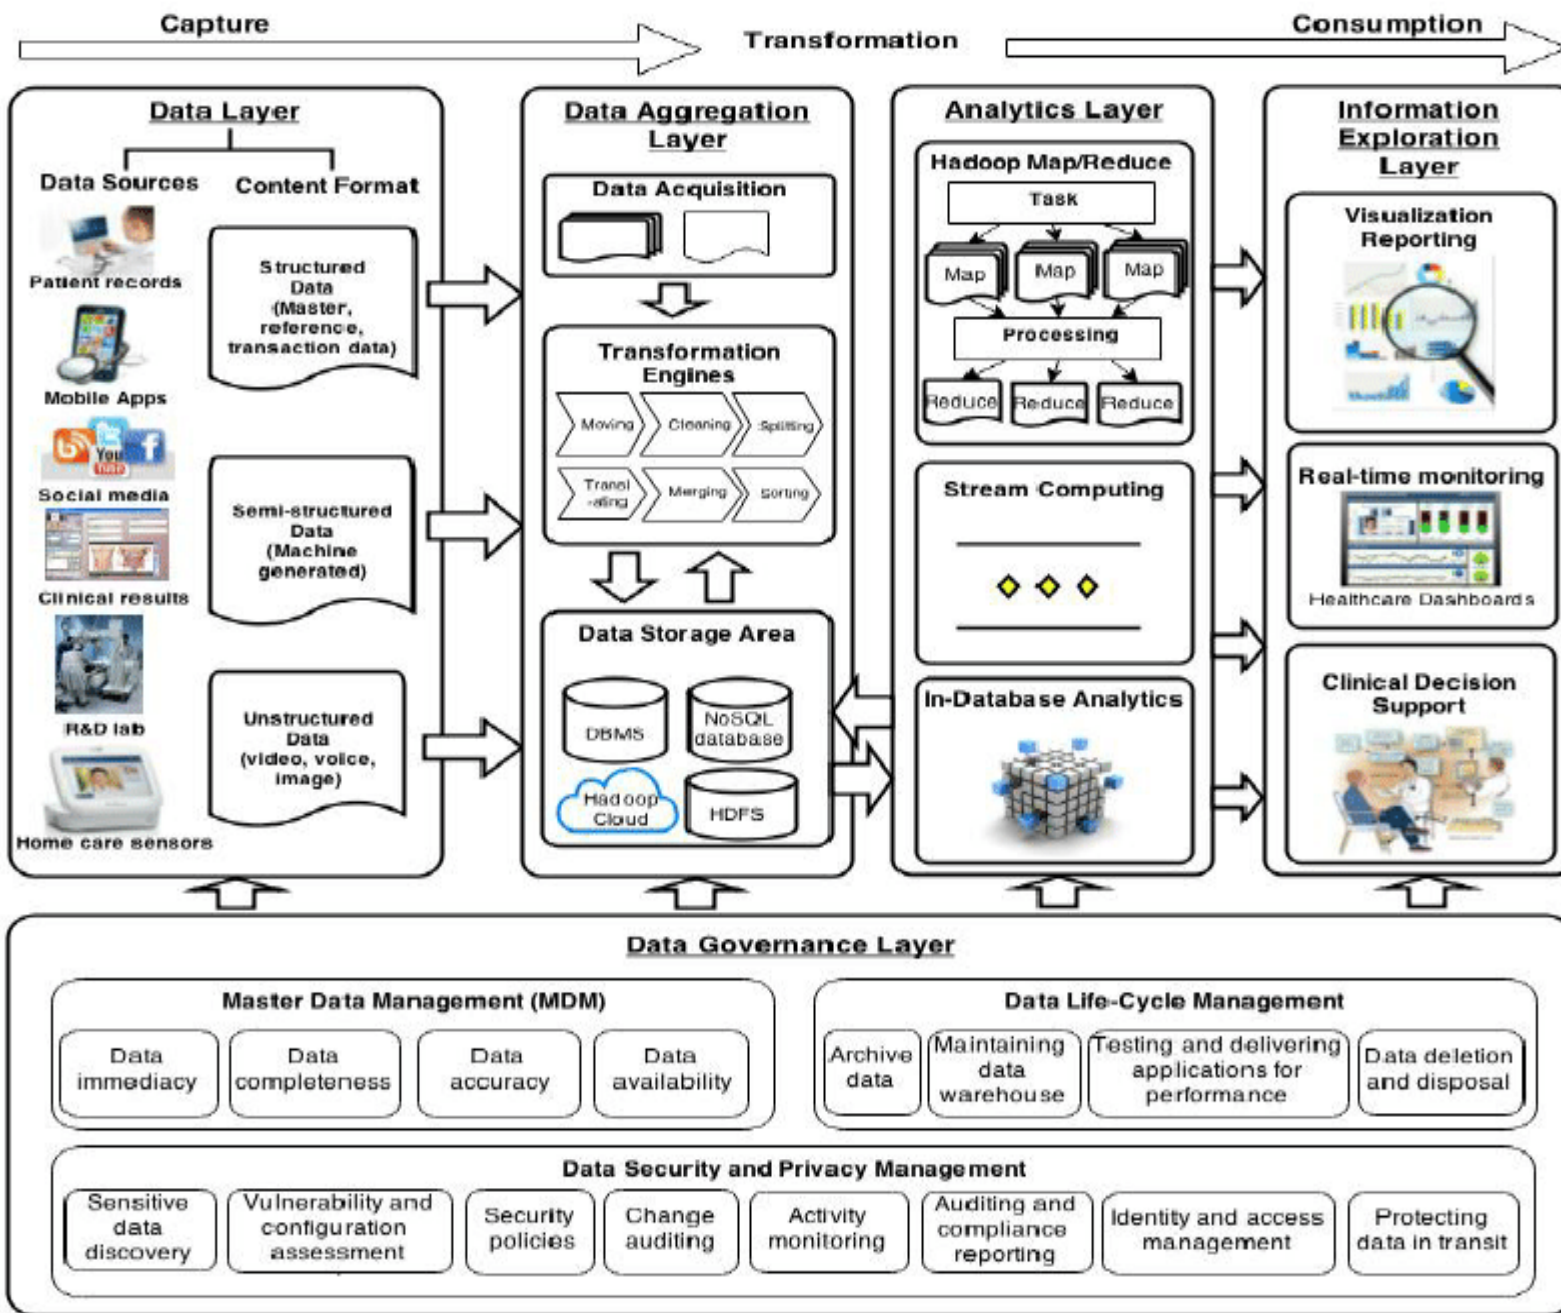 Capture
Transformation
Consumption
Data Layer
Data Sources
Content Format
Patient records
Mobile Apps
You
Tube
Social media
Clinical results
R&D lab
Home care sensors
Structured
Data
(Master,
reference,
transaction data)
Semi-structured
Data
(Machine
generated)
Unstructured
Data
(video, voice,
image)
Data Aggregation
Layer
Data Acquisition
Transformation
Engines
Moving
Cleaning
Splitting
Transl
-ating
Merging
Sorting
Data Storage Area
DBMS
NoSQL
database
Hadoop
Cloud
HDFS
Analytics Layer
Hadoop Map/Reduce
Task
Map
Map
Map
Processing
Reduce
Reduce
Reduce
Stream Computing
In-Database Analytics
Information
Exploration
Layer
Visualization
Reporting
Real-time monitoring
Healthcare Dashboards
Clinical Decision
Support
Data Governance Layer
Master Data Management (MDM)
Data
immediacy
Data
completeness
Data
accuracy
Data
availability
Data Life-Cycle Management
Archive
data
Maintaining
data
warehouse
Testing and delivering
applications for
performance
Data deletion
and disposal
Data Security and Privacy Management
Sensitive
data
discovery
Vulnerability and
configuration
assessment
Security
policies
Change
auditing
Activity
monitoring
Auditing and
compliance
reporting
Identity and access
management
Protecting
data in transit